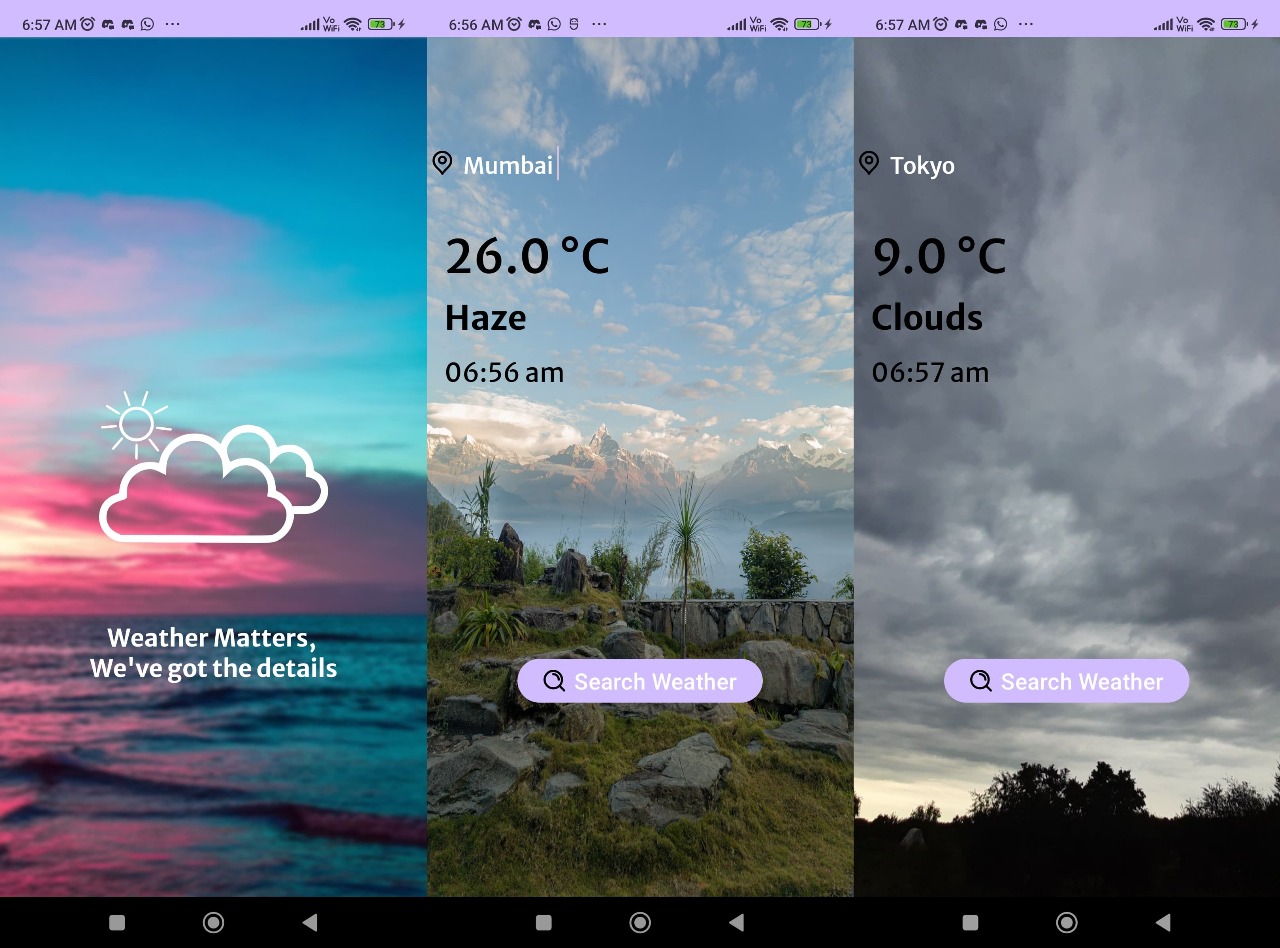 6:57 AM
Vo
WiFi
73
Weather Matters,
We've got the details
6:56 AM
Vo
WiFi
73
Mumbai
26.0 °C
Haze
06:56 am
Search Weather
6:57 AM
Vo
WiFi
73
Tokyo
9.0 °C
Clouds
06:57 am
Search Weather